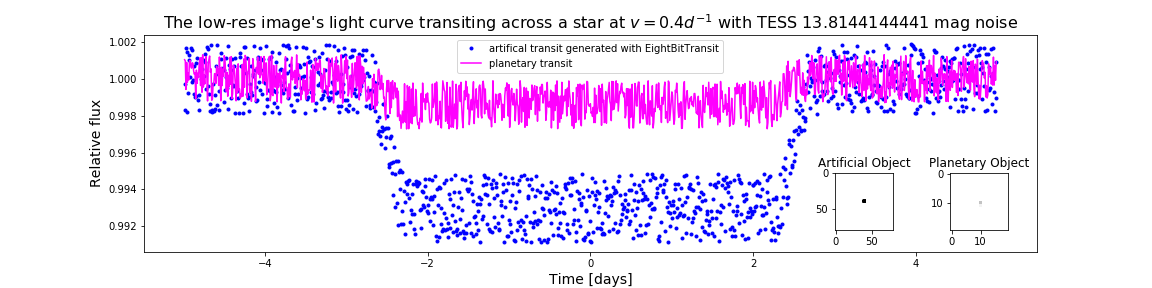 The low-res image's light curve transiting across a star at v = 0.4d⁻¹ with TESS 13.8144144441 mag noise
artifical transit generated with EightBitTransit
planetary transit
Relative flux
1.002
1.000
0.998
0.996
0.994
0.992
Artificial Object
0
50
0
50
Planetary Object
0
10
0
10
−4
−2
0
2
4
Time [days]